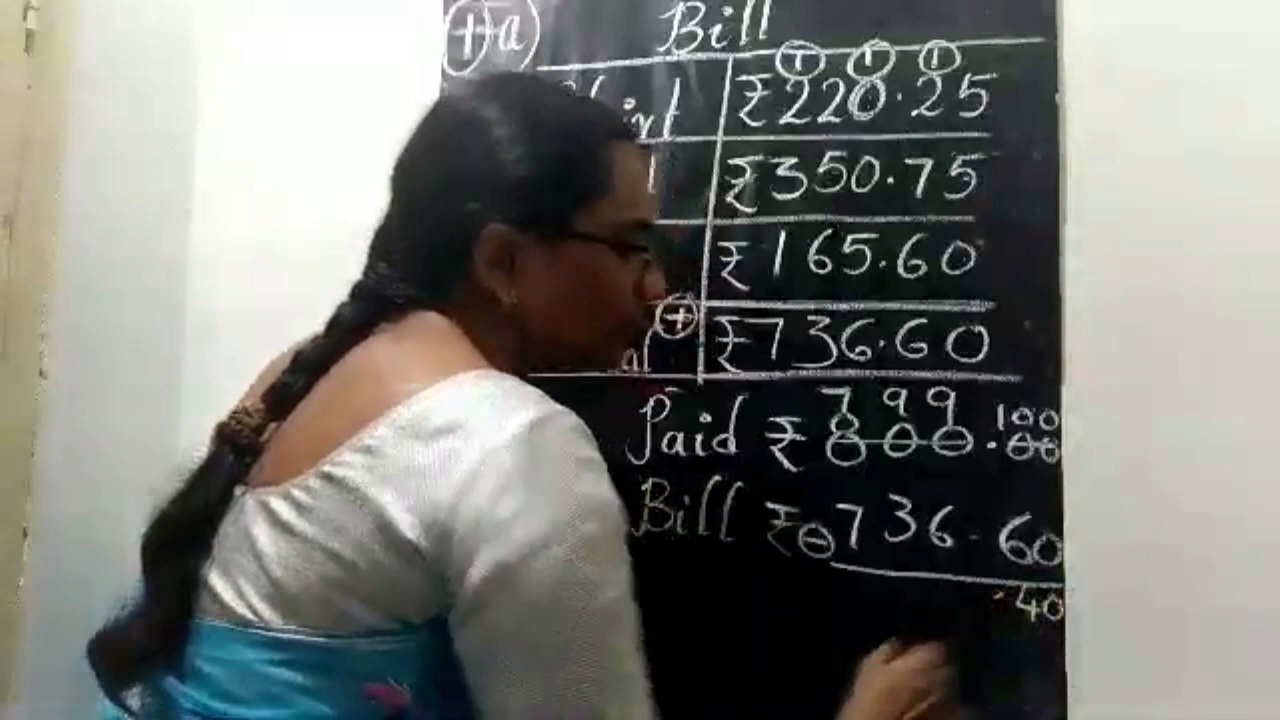 1 a) Bill
1 1 1
₹ 220.25
₹ 350.75
₹ 165.60
+ ₹ 736.60
7 9 9 100
Paid ₹ 800.00
Bill ₹ - 736.60
.40